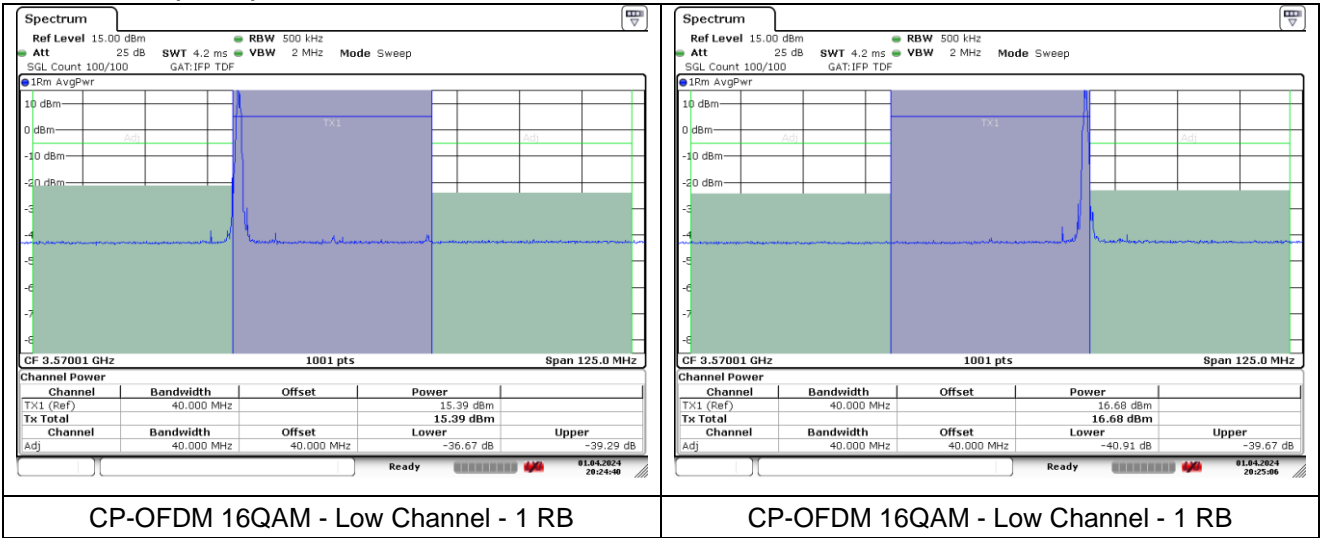 Spectrum
Ref Level 15.00 dBm RBW 500 kHz
Att 25 dB SWT 4.2 ms VBW 2 MHz Mode Sweep
SGL Count 100/100 GAT:IFP TDF
1Rm AvgPwr
10 dBm
TX1
0 dBm
Adj Adj
-10 dBm
-20 dBm
CF 3.57001 GHz 1001 pts Span 125.0 MHz
Channel Power
Channel Bandwidth Offset Power
TX1 (Ref) 40.000 MHz 15.39 dBm
Tx Total 15.39 dBm
Channel Bandwidth Offset Lower Upper
Adj 40.000 MHz 40.000 MHz -36.67 dB -39.29 dB
Ready 01.04.2024
20:24:40
CP-OFDM 16QAM - Low Channel - 1 RB
Spectrum
Ref Level 15.00 dBm RBW 500 kHz
Att 25 dB SWT 4.2 ms VBW 2 MHz Mode Sweep
SGL Count 100/100 GAT:IFP TDF
1Rm AvgPwr
10 dBm
TX1
0 dBm
Adj Adj
-10 dBm
-20 dBm
CF 3.57001 GHz 1001 pts Span 125.0 MHz
Channel Power
Channel Bandwidth Offset Power
TX1 (Ref) 40.000 MHz 16.68 dBm
Tx Total 16.68 dBm
Channel Bandwidth Offset Lower Upper
Adj 40.000 MHz 40.000 MHz -40.91 dB -39.67 dB
Ready 01.04.2024
20:25:06
CP-OFDM 16QAM - Low Channel - 1 RB